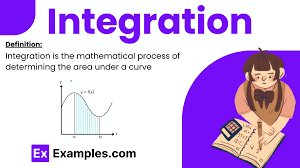 Integration
Definition:
Integration is the mathematical process of
determining the area under a curve
y = f(x)
Ex Examples.com